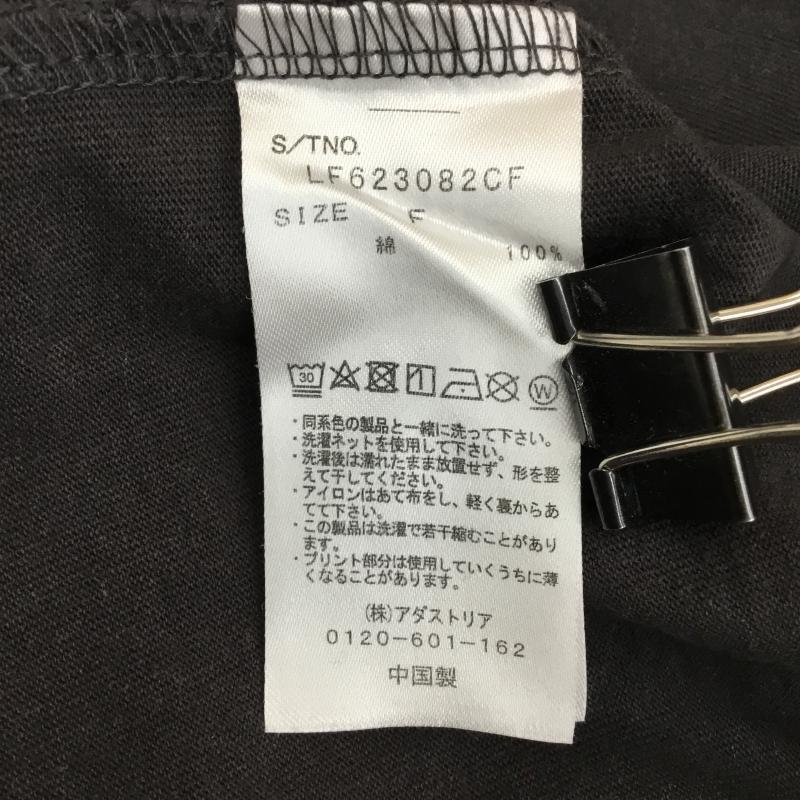 S/TNO.
LF623082CF
SIZE F
綿 100%
30 W
・同系色の製品と一緒に洗って下さい。
・洗濯ネットを使用して下さい。
・洗濯後は濡れたまま放置せず、形を整
えて干してください。
・アイロンはあて布をし、軽く裏からあ
てて下さい。
・この製品は洗濯で若干縮むことがあり
ます。
・プリント部分は使用していくうちに薄
くなることがあります。
(株)アダストリア
0120-601-162
中国製